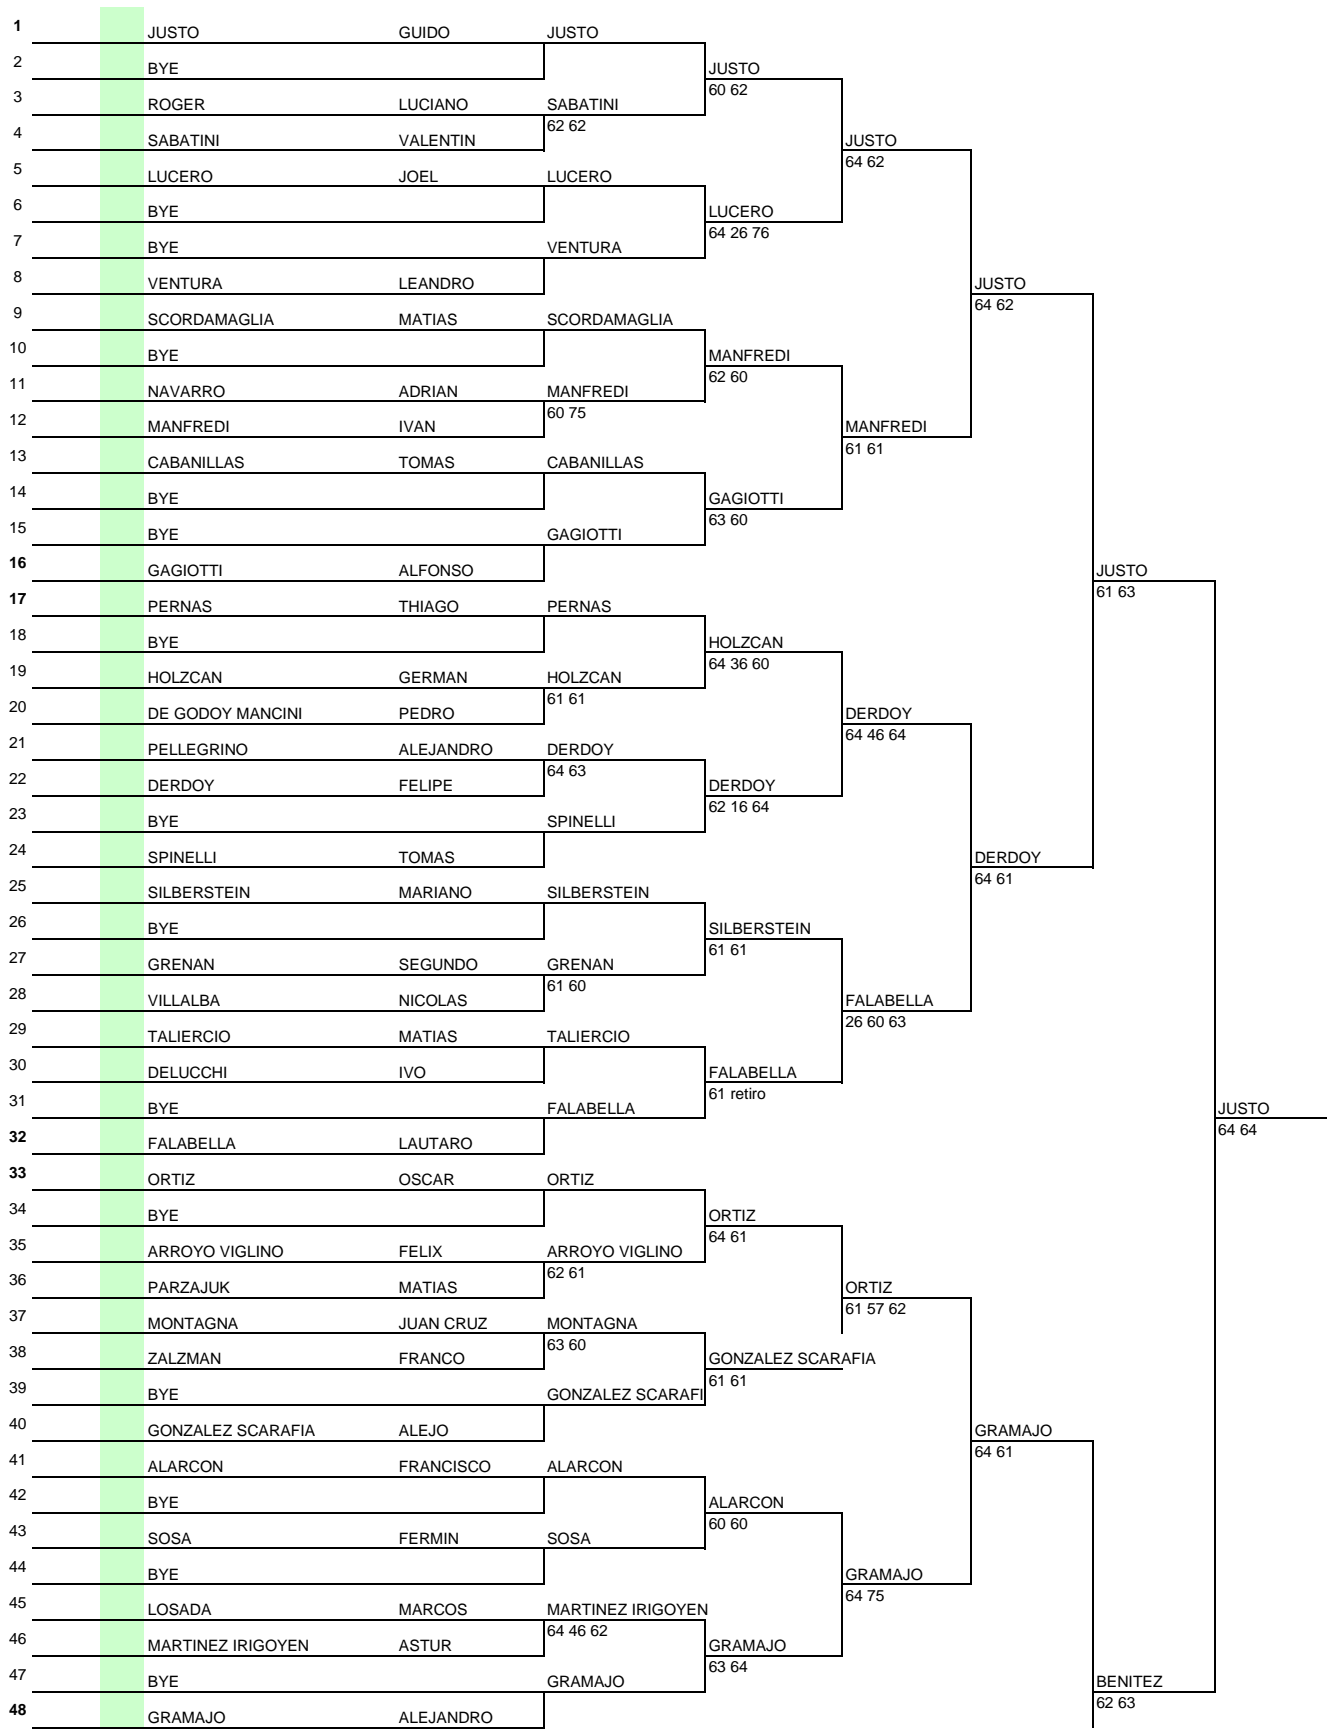 1 JUSTO GUIDO JUSTO
2 BYE JUSTO
60 62
3 ROGER LUCIANO SABATINI
62 62
4 SABATINI VALENTIN JUSTO
64 62
5 LUCERO JOEL LUCERO
6 BYE LUCERO
64 26 76
7 BYE VENTURA
8 VENTURA LEANDRO JUSTO
64 62
9 SCORDAMAGLIA MATIAS SCORDAMAGLIA
10 BYE MANFREDI
62 60
11 NAVARRO ADRIAN MANFREDI
60 75
12 MANFREDI IVAN MANFREDI
61 61
13 CABANILLAS TOMAS CABANILLAS
14 BYE GAGIOTTI
63 60
15 BYE GAGIOTTI
16 GAGIOTTI ALFONSO JUSTO
61 63
17 PERNAS THIAGO PERNAS
18 BYE HOLZCAN
64 36 60
19 HOLZCAN GERMAN HOLZCAN
61 61
20 DE GODOY MANCINI PEDRO DERDOY
64 46 64
21 PELLEGRINO ALEJANDRO DERDOY
64 63
22 DERDOY FELIPE DERDOY
62 16 64
23 BYE SPINELLI
24 SPINELLI TOMAS DERDOY
64 61
25 SILBERSTEIN MARIANO SILBERSTEIN
26 BYE SILBERSTEIN
61 61
27 GRENAN SEGUNDO GRENAN
61 60
28 VILLALBA NICOLAS FALABELLA
26 60 63
29 TALIERCIO MATIAS TALIERCIO
30 DELUCCHI IVO FALABELLA
61 retiro
31 BYE FALABELLA JUSTO
64 64
32 FALABELLA LAUTARO
33 ORTIZ OSCAR ORTIZ
34 BYE ORTIZ
64 61
35 ARROYO VIGLINO FELIX ARROYO VIGLINO
62 61
36 PARZAJUK MATIAS ORTIZ
61 57 62
37 MONTAGNA JUAN CRUZ MONTAGNA
63 60
38 ZALZMAN FRANCO GONZALEZ SCARAFIA
61 61
39 BYE GONZALEZ SCARAFI
40 GONZALEZ SCARAFIA ALEJO GRAMAJO
64 61
41 ALARCON FRANCISCO ALARCON
42 BYE ALARCON
60 60
43 SOSA FERMIN SOSA
44 BYE GRAMAJO
64 75
45 LOSADA MARCOS MARTINEZ IRIGOYEN
64 46 62
46 MARTINEZ IRIGOYEN ASTUR GRAMAJO
63 64
47 BYE GRAMAJO BENITEZ
62 63
48 GRAMAJO ALEJANDRO